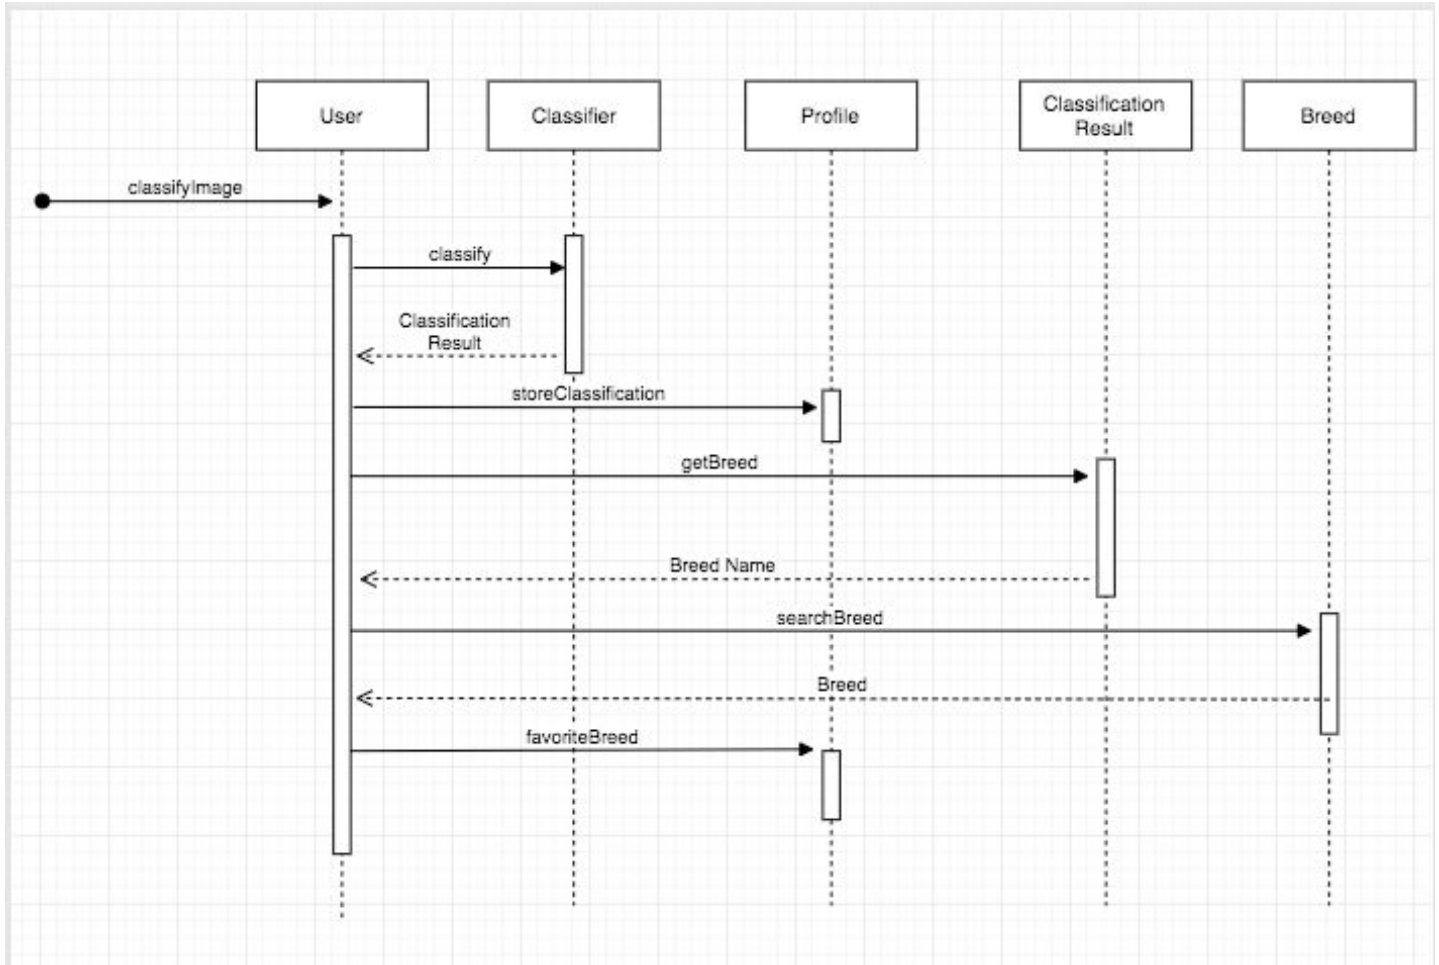 User
Classifier
Profile
Classification
Result
Breed
classifyImage
classify
Classification
Result
storeClassification
getBreed
Breed Name
searchBreed
Breed
favoriteBreed